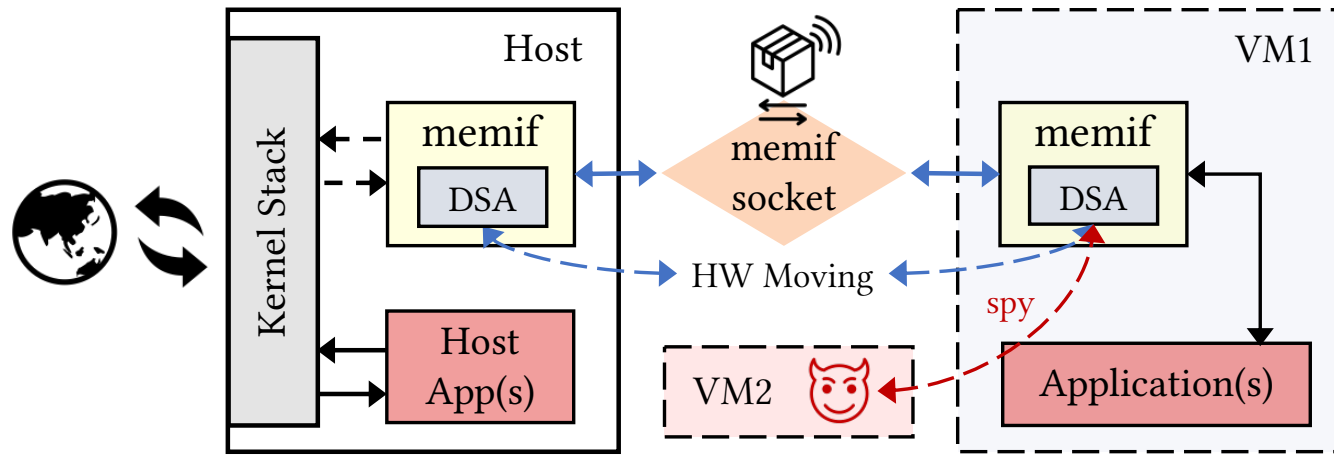 Host
Kernel Stack
memif
DSA
Host
App(s)
memif
socket
HW Moving
spy
VM2
VM1
memif
DSA
Application(s)